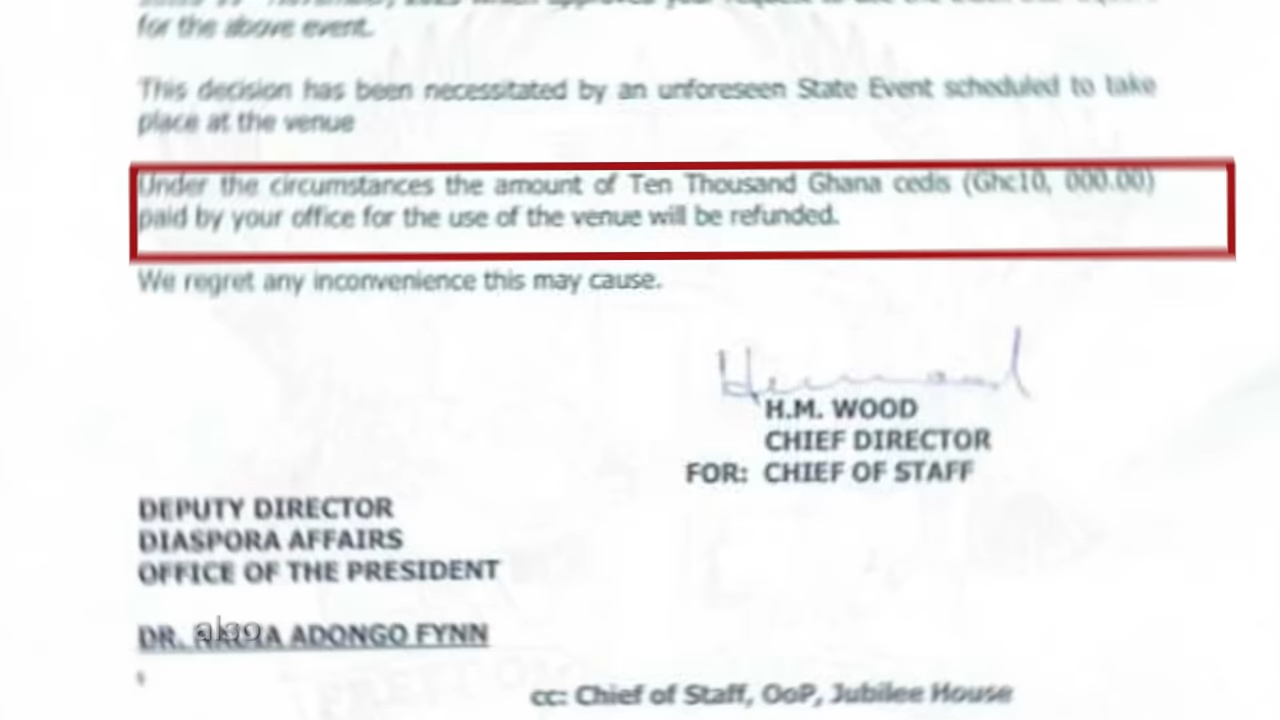 for the above event.
This decision has been necessitated by an unforeseen State Event scheduled to take
place at the venue
Under the circumstances the amount of Ten Thousand Ghana cedis (Ghc10, 000.00)
paid by your office for the use of the venue will be refunded.
We regret any inconvenience this may cause.
H.M. WOOD
CHIEF DIRECTOR
FOR: CHIEF OF STAFF
DEPUTY DIRECTOR
DIASPORA AFFAIRS
OFFICE OF THE PRESIDENT
also
DR. ADONGO FYNN
cc: Chief of Staff, OoP, Jubilee House